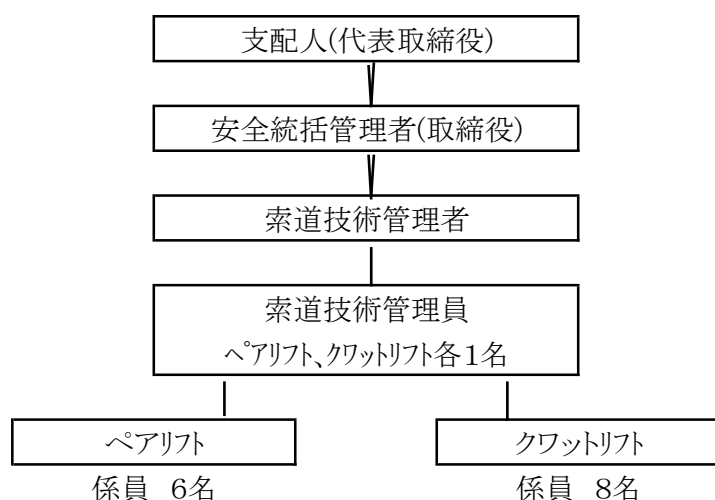 支配人(代表取締役)
安全統括管理者(取締役)
索道技術管理者
索道技術管理員
ペアリフト、クワットリフト各1名
ペアリフト
クワットリフト
係員 6名
係員 8名